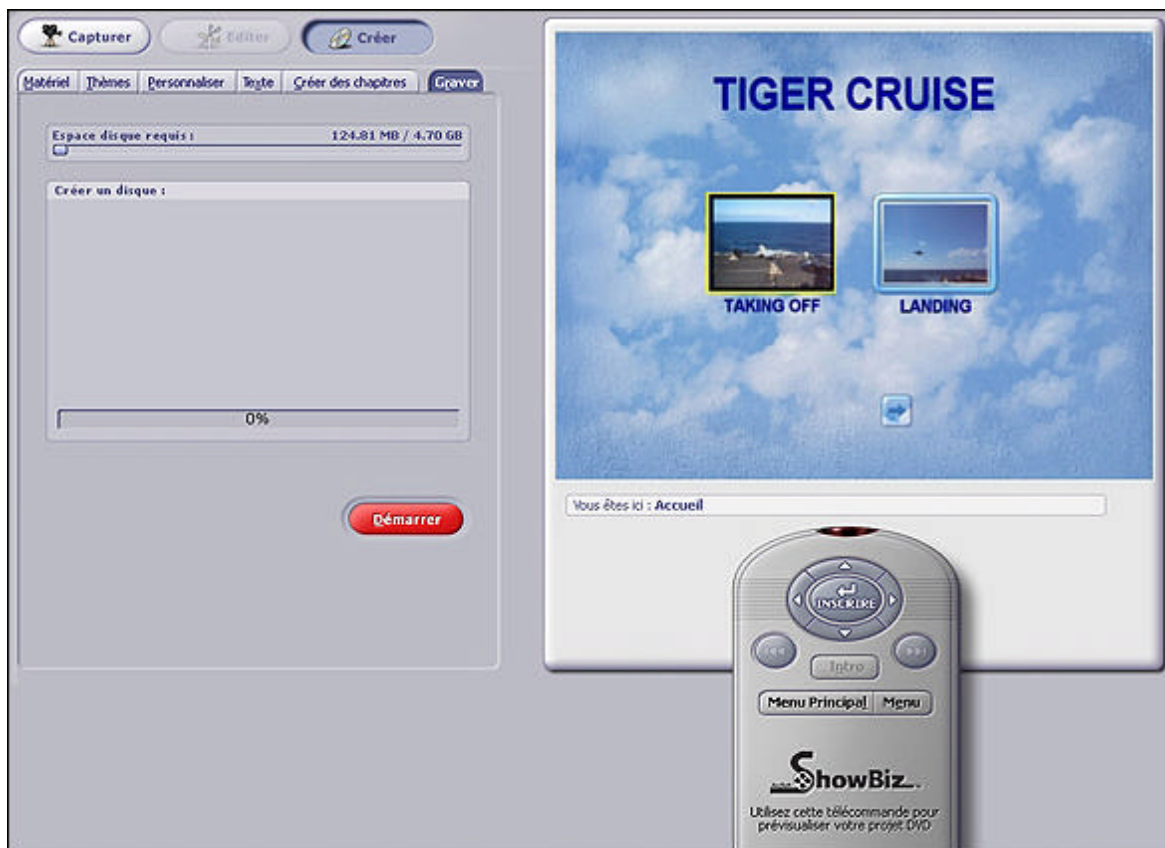 Capturer Editer Créer
Matériel Thèmes Personnaliser Texte Créer des chapitres Graver
Espace disque requis : 124.81 MB / 4.70 GB
Créer un disque :
0%
Démarrer
TIGER CRUISE
TAKING OFF LANDING
Vous êtes ici : Accueil
INSCRIRE
Intro
Menu Principal Menu
ShowBiz
Utilisez cette télécommande pour
prévisualiser votre projet DVD